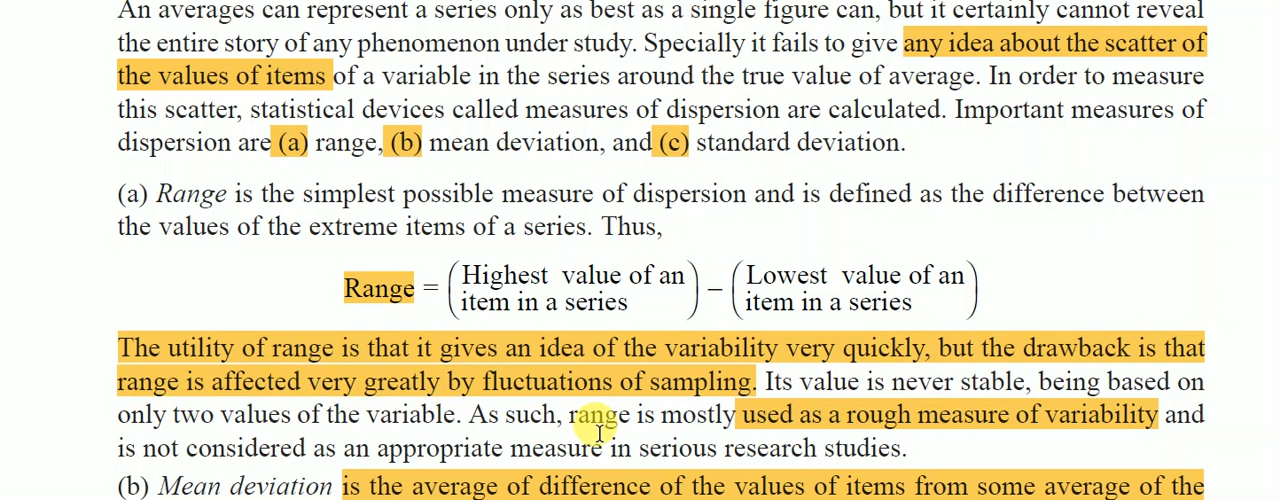 An averages can represent a series only as best as a single figure can, but it certainly cannot reveal
the entire story of any phenomenon under study. Specially it fails to give any idea about the scatter of
the values of items of a variable in the series around the true value of average. In order to measure
this scatter, statistical devices called measures of dispersion are calculated. Important measures of
dispersion are (a) range, (b) mean deviation, and (c) standard deviation.
(a) Range is the simplest possible measure of dispersion and is defined as the difference between
the values of the extreme items of a series. Thus,
Range = (Highest value of an item in a series) − (Lowest value of an item in a series)
The utility of range is that it gives an idea of the variability very quickly, but the drawback is that
range is affected very greatly by fluctuations of sampling. Its value is never stable, being based on
only two values of the variable. As such, range is mostly used as a rough measure of variability and
is not considered as an appropriate measure in serious research studies.
(b) Mean deviation is the average of difference of the values of items from some average of the